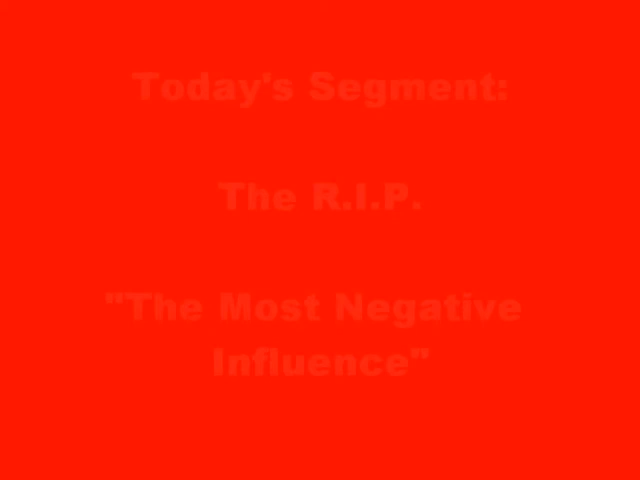 Today's Segment:
The R.I.P.
"The Most Negative
Influence"